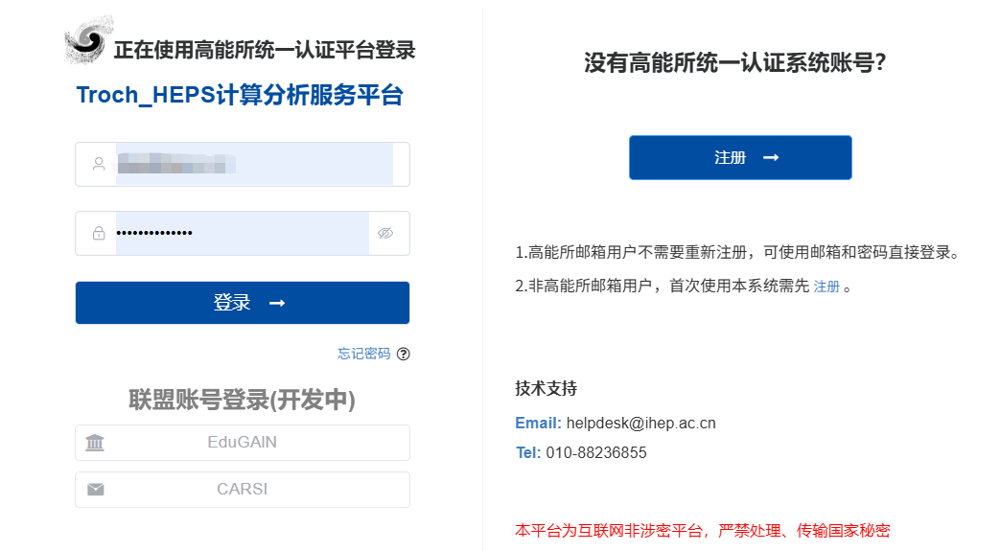 正在使用高能所统一认证平台登录
Troch_HEPS计算分析服务平台
••••••••••••••
登录 →
忘记密码 ?
联盟账号登录(开发中)
EduGAIN
CARSI
没有高能所统一认证系统账号？
注册 →
1.高能所邮箱用户不需要重新注册，可使用邮箱和密码直接登录。
2.非高能所邮箱用户，首次使用本系统需先 注册 。
技术支持
Email: helpdesk@ihep.ac.cn
Tel: 010-88236855
本平台为互联网非涉密平台，严禁处理、传输国家秘密